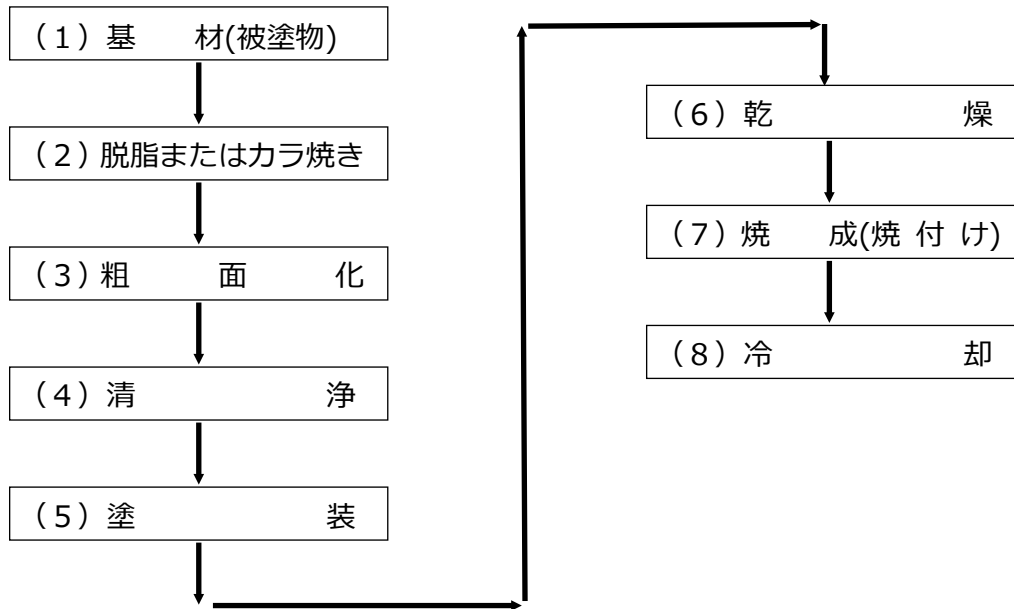 （１）基　　材(被塗物)
（２）脱脂またはカラ焼き
（３）粗　　面　　化
（４）清　　　　　浄
（５）塗　　　　　装
（６）乾　　　　　燥
（７）焼　　成(焼 付 け)
（８）冷　　　　　却